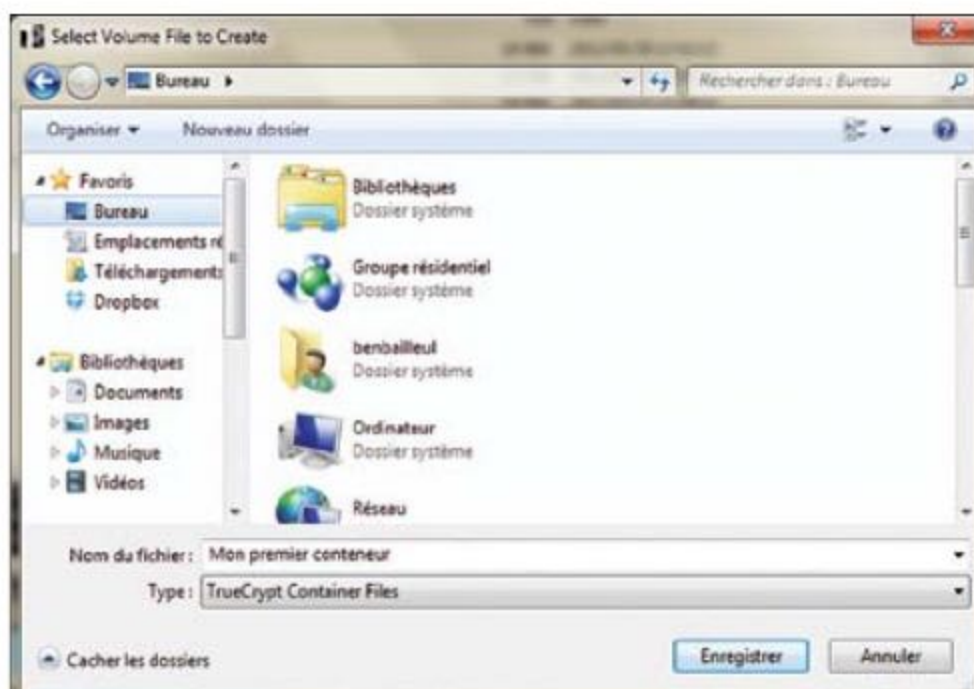 Select Volume File to Create
Bureau
Rechercher dans : Bureau
Organiser
Nouveau dossier
Favoris
Bureau
Emplacements ré
Téléchargements
Dropbox
Bibliothèques
Documents
Images
Musique
Vidéos
Bibliothèques
Dossier système
Groupe résidentiel
Dossier système
benbailleul
Dossier système
Ordinateur
Dossier système
Réseau
Nom du fichier : Mon premier conteneur
Type : TrueCrypt Container Files
Cacher les dossiers
Enregistrer
Annuler